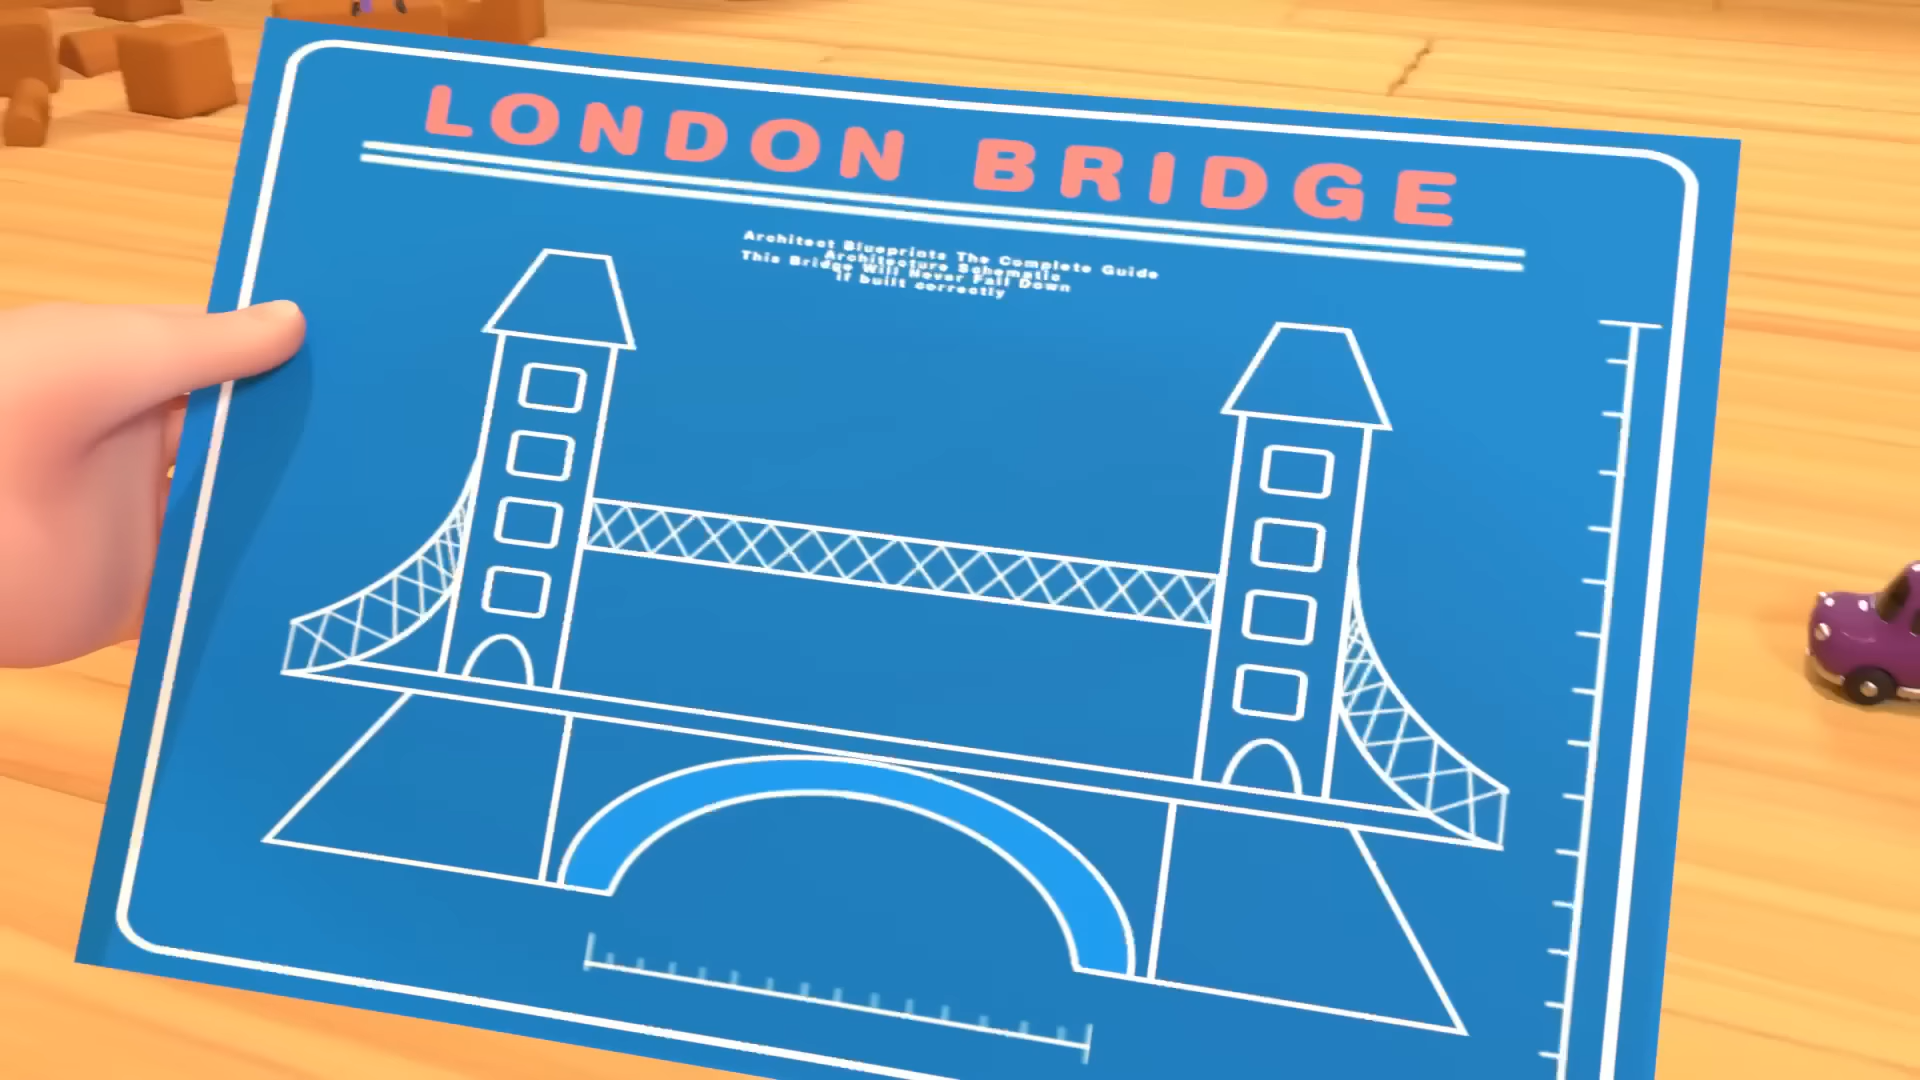 LONDON BRIDGE
Architect Blueprints The Complete Guide
Architecture Schematic
This Bridge Will Never Fall Down
if built correctly